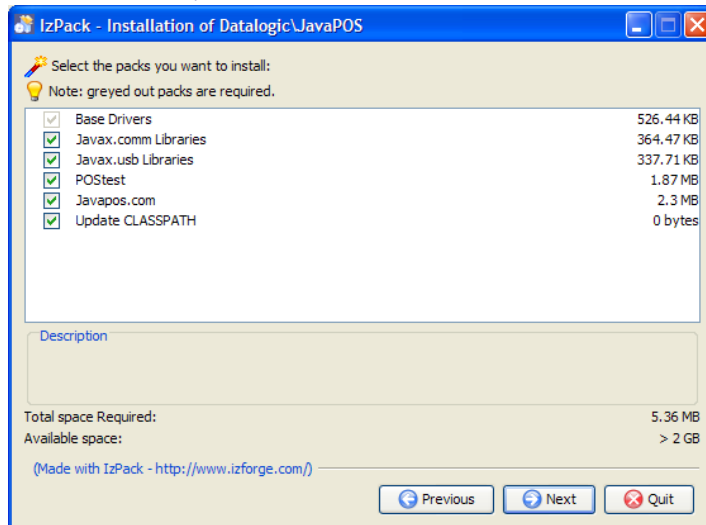 IzPack - Installation of Datalogic\JavaPOS
Select the packs you want to install:
Note: greyed out packs are required.
Base Drivers 526.44 KB
Javax.comm Libraries 364.47 KB
Javax.usb Libraries 337.71 KB
POStest 1.87 MB
Javapos.com 2.3 MB
Update CLASSPATH 0 bytes
Description
Total space Required: 5.36 MB
Available space: > 2 GB
(Made with IzPack - http://www.izforge.com/)
Previous Next Quit